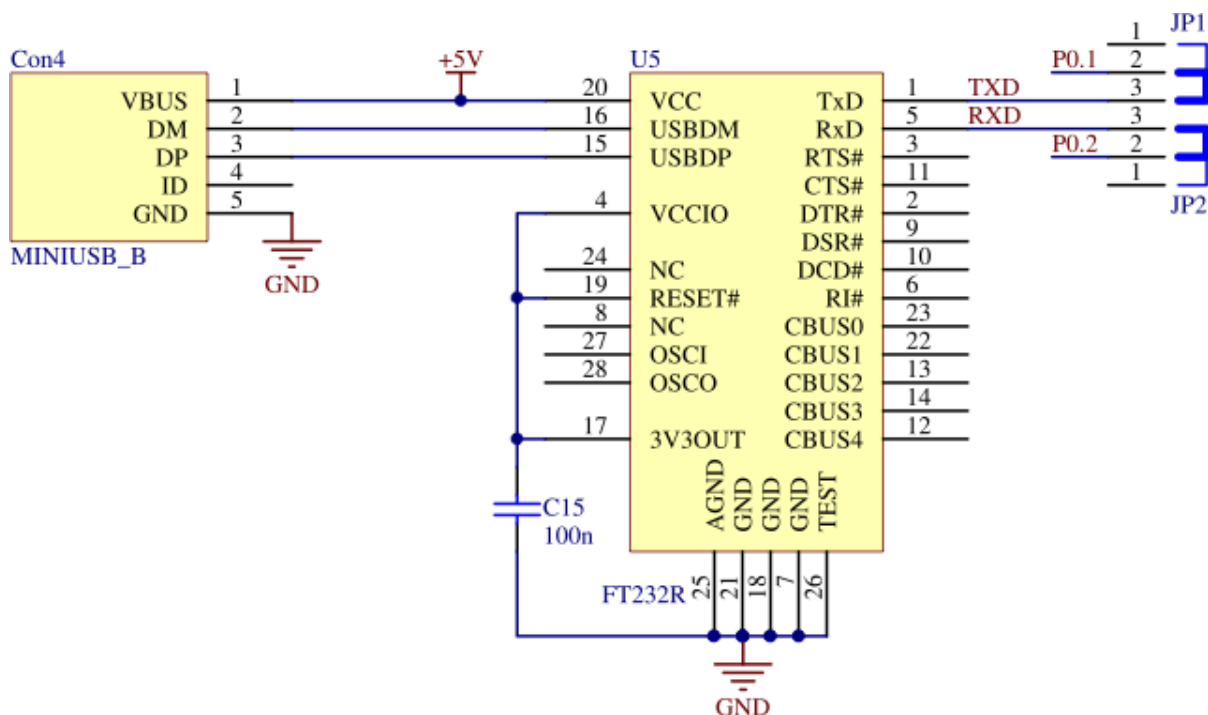 Con4
VBUS 1
DM 2
DP 3
ID 4
GND 5
MINIUSB_B
GND
+5V
U5
20 VCC TxD 1 TXD
16 USBDM RxD 5 RXD
15 USBDP RTS# 3
CTS# 11
4 VCCIO DTR# 2
DSR# 9
24 NC DCD# 10
19 RESET# RI# 6
8 NC CBUS0 23
27 OSCI CBUS1 22
28 OSCO CBUS2 13
CBUS3 14
17 3V3OUT CBUS4 12
AGND GND GND GND TEST
25 21 18 7 26
FT232R
C15
100n
GND
JP1
1
P0.1 2
3
3
P0.2 2
1
JP2